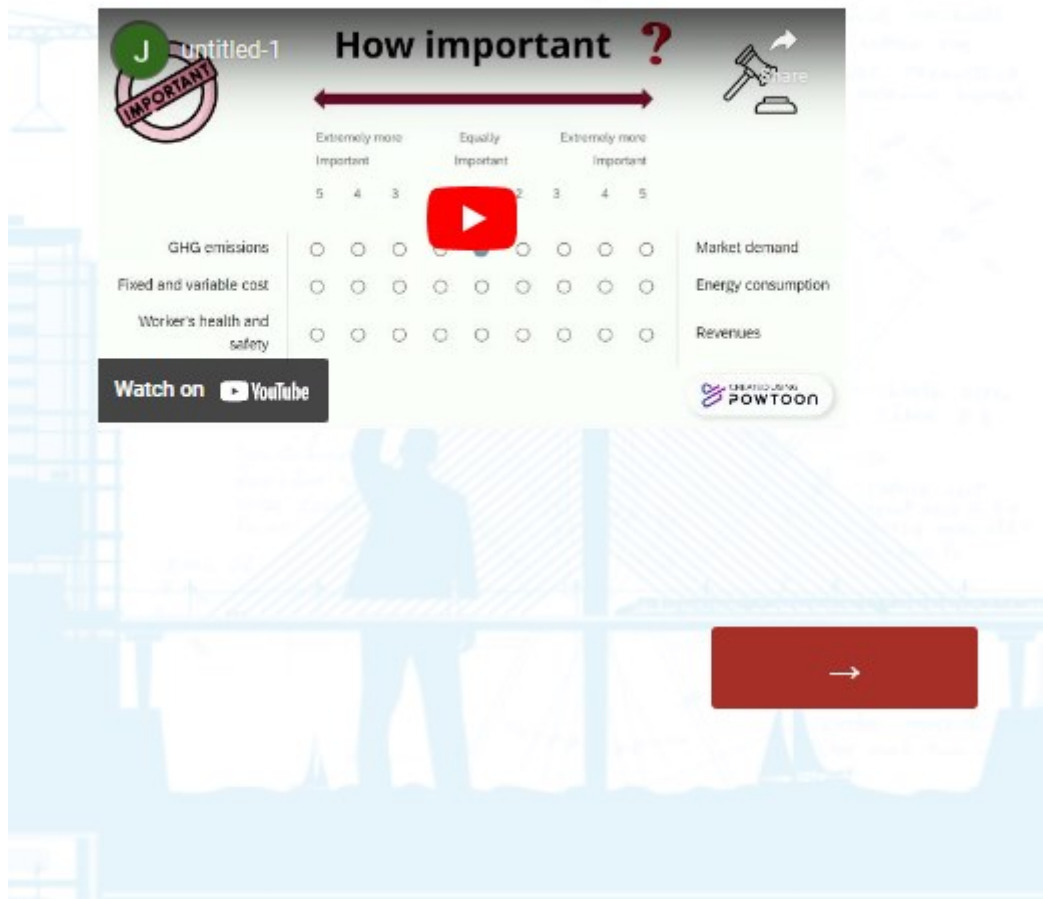 J untitled-1 How important ?
Share
IMPORTANT
Extremely more Equally Extremely more
Important Important Important
5 4 3 2 3 4 5
GHG emissions Market demand
Fixed and variable cost Energy consumption
Worker's health and
safety Revenues
Watch on YouTube
CREATED USING
POWTOON
→